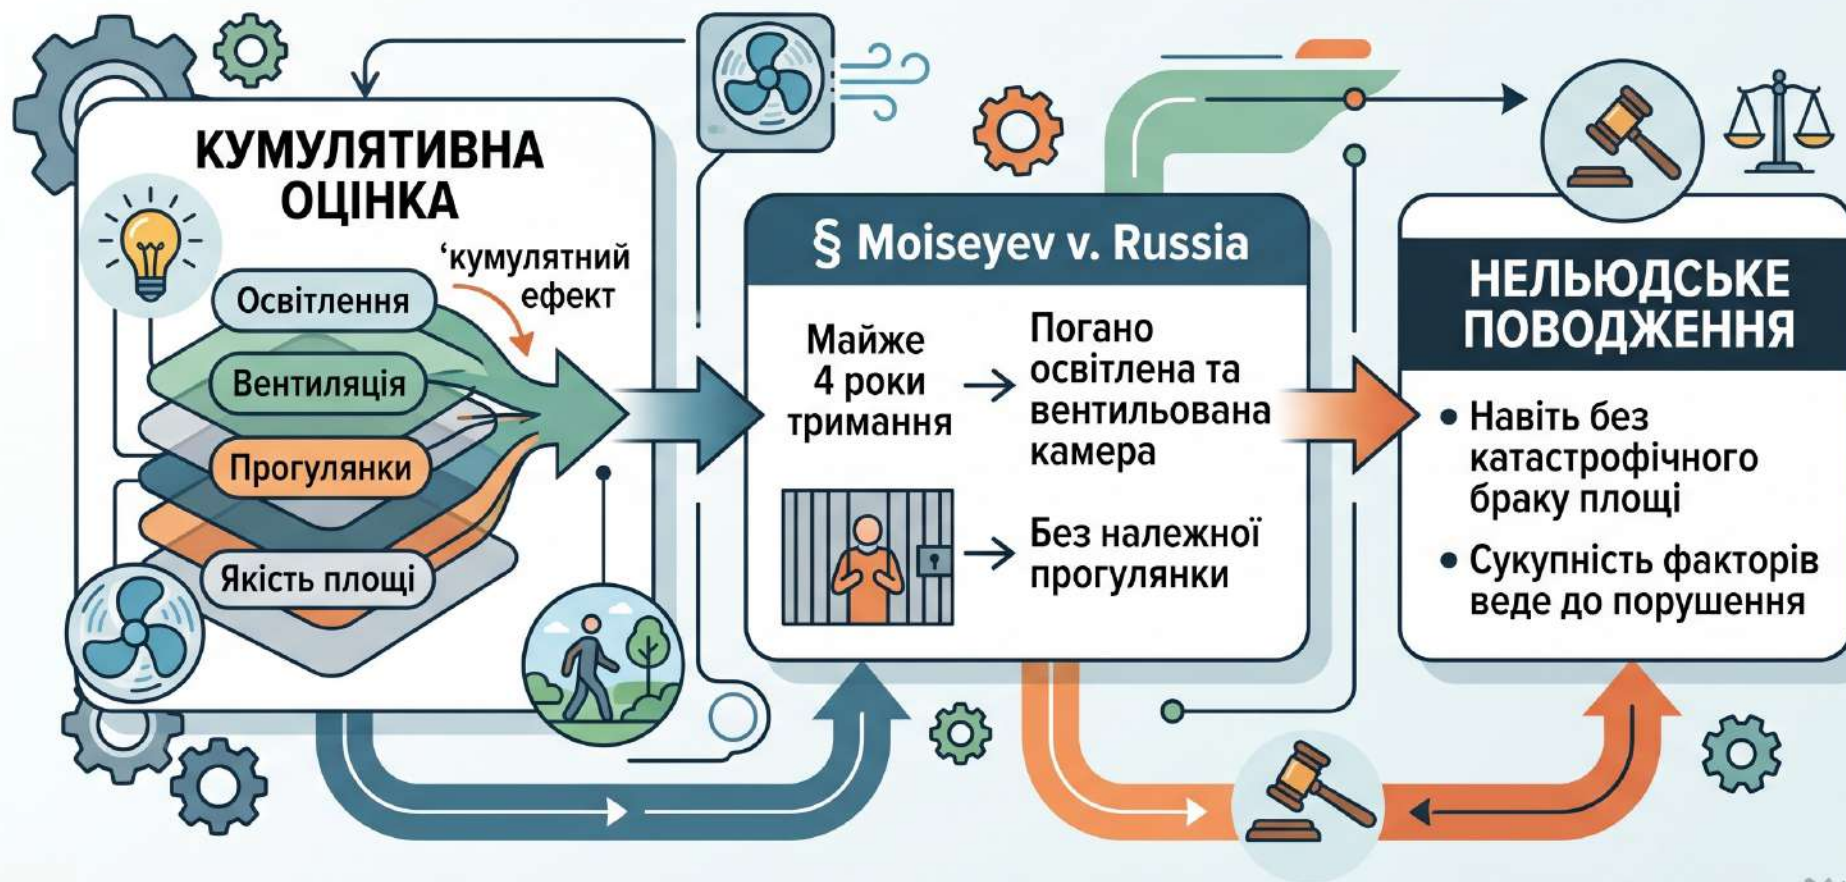 КУМУЛЯТИВНА
ОЦІНКА
‘кумулятний
ефект
Освітлення
Вентиляція
Прогулянки
Якість площі
§ Moiseyev v. Russia
Майже
4 роки
тримання
Погано
освітлена та
вентильована
камера
Без належної
прогулянки
НЕЛЬЮДСЬКЕ
ПОВОДЖЕННЯ
• Навіть без
катастрофічного
браку площі
• Сукупність факторів
веде до порушення